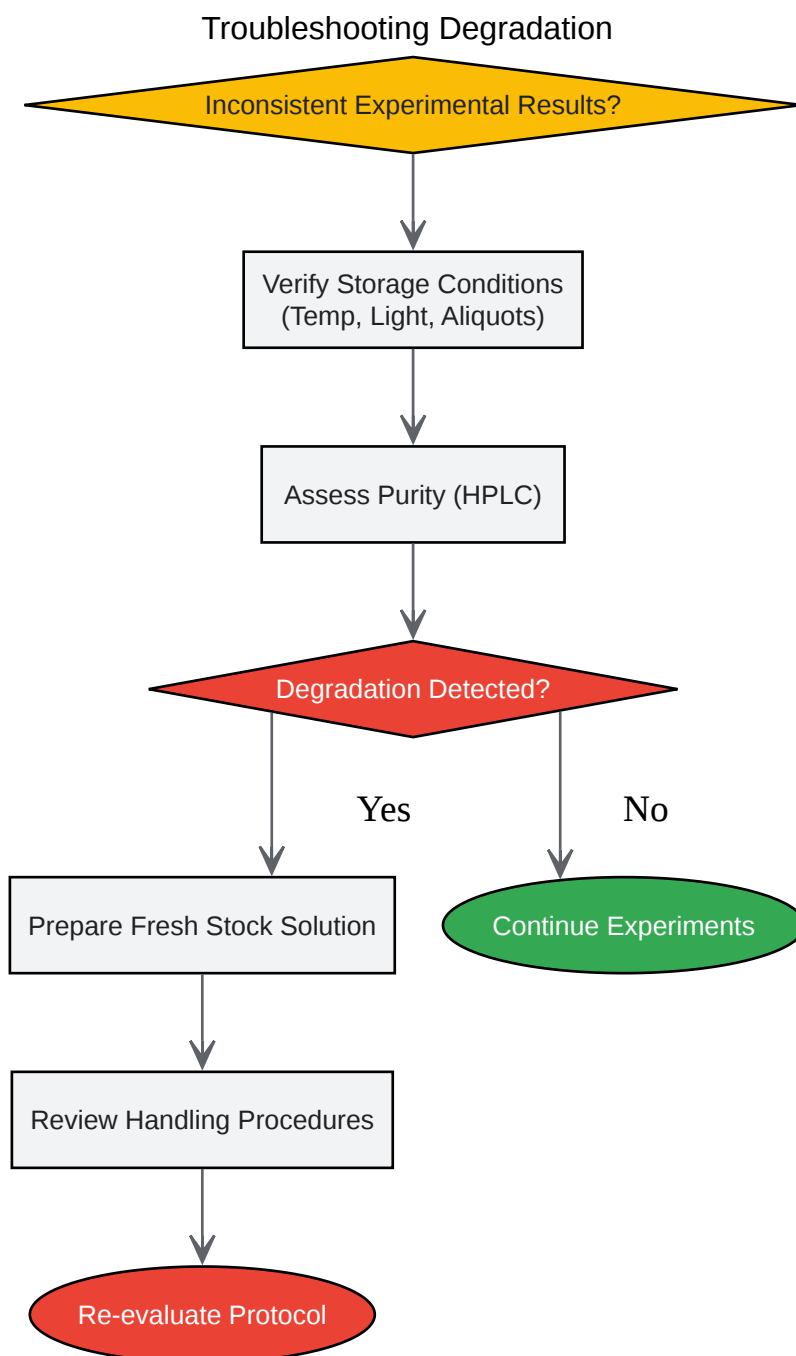 Troubleshooting Degradation
Inconsistent Experimental Results?
Verify Storage Conditions
(Temp, Light, Aliquots)
Assess Purity (HPLC)
Degradation Detected?
Yes
No
Prepare Fresh Stock Solution
Continue Experiments
Review Handling Procedures
Re-evaluate Protocol